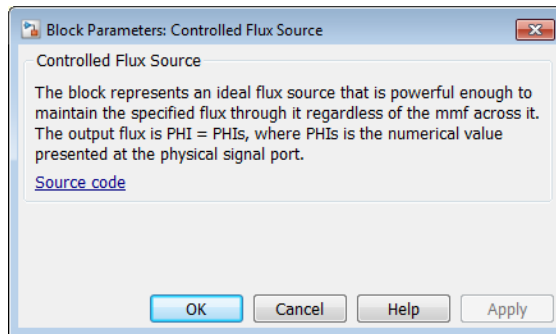 Block Parameters: Controlled Flux Source
Controlled Flux Source
The block represents an ideal flux source that is powerful enough to
maintain the specified flux through it regardless of the mmf across it.
The output flux is PHI = PHIs, where PHIs is the numerical value
presented at the physical signal port.
Source code
OK Cancel Help Apply